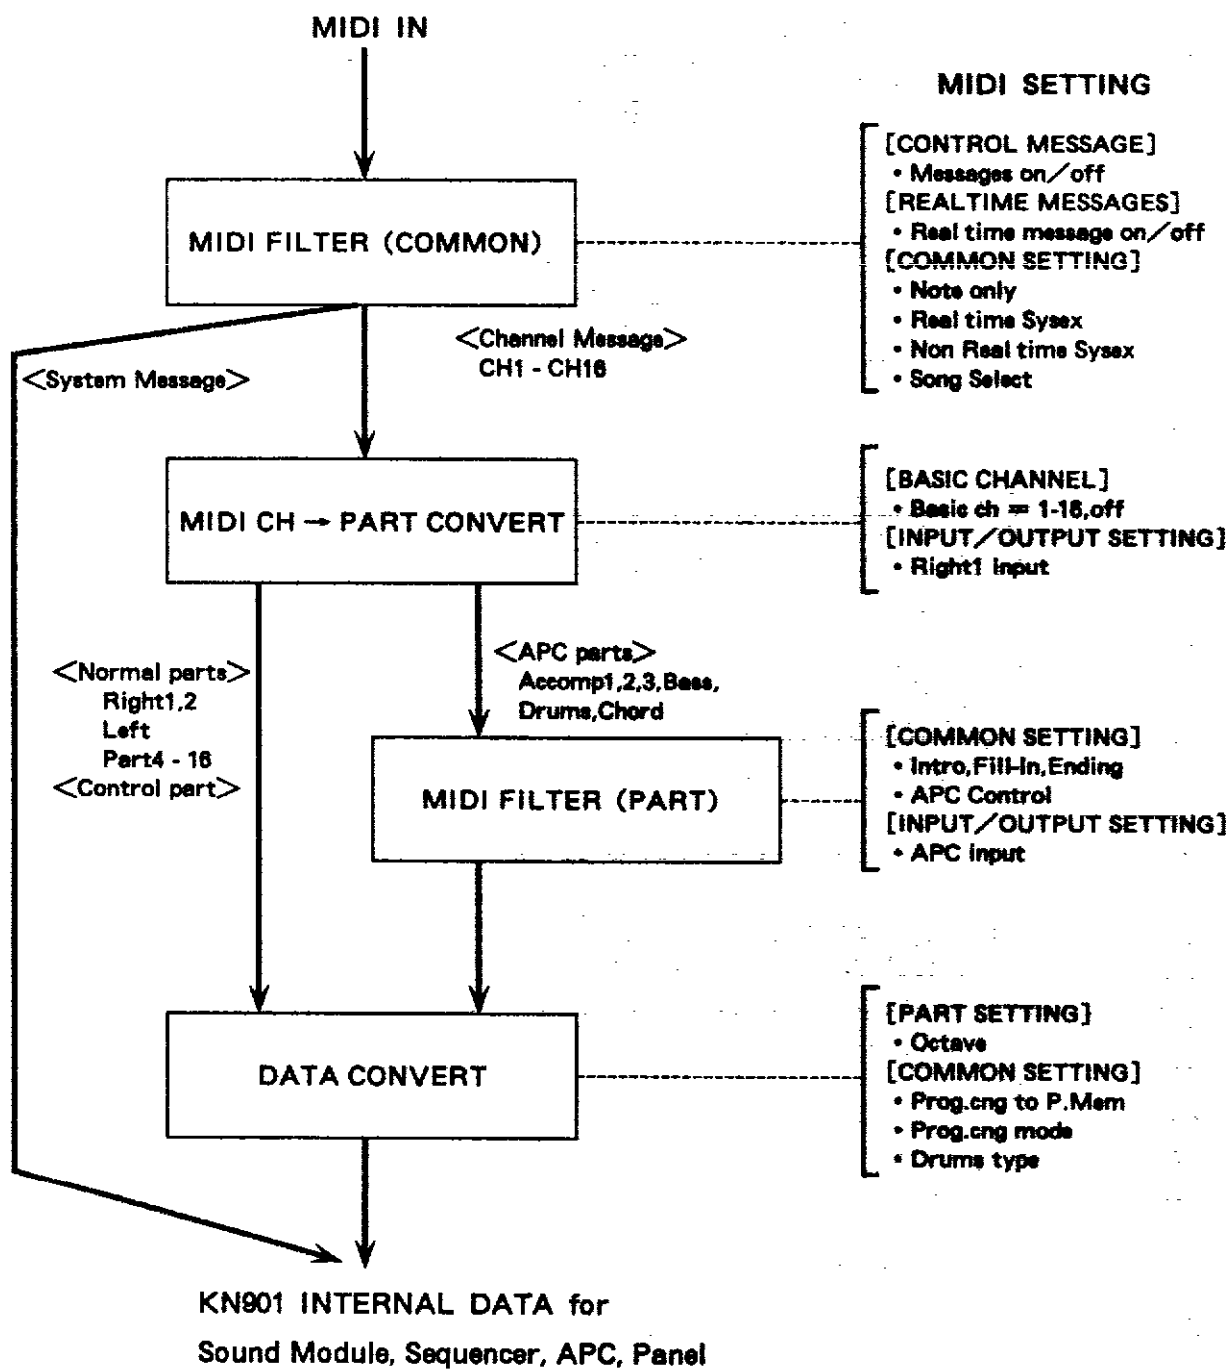 MIDI IN
MIDI SETTING
[CONTROL MESSAGE]
• Messages on/off
[REALTIME MESSAGES]
• Real time message on/off
[COMMON SETTING]
• Note only
• Real time Sysex
• Non Real time Sysex
• Song Select
MIDI FILTER (COMMON)
<Channel Message>
CH1 - CH16
<System Message>
MIDI CH → PART CONVERT
[BASIC CHANNEL]
• Basic ch = 1-16,off
[INPUT/OUTPUT SETTING]
• Right1 input
<Normal parts>
Right1,2
Left
Part4 - 16
<Control part>
<APC parts>
Accomp1,2,3,Bass,
Drums,Chord
MIDI FILTER (PART)
[COMMON SETTING]
• Intro,Fill-in,Ending
• APC Control
[INPUT/OUTPUT SETTING]
• APC input
DATA CONVERT
[PART SETTING]
• Octave
[COMMON SETTING]
• Prog.cng to P.Mem
• Prog.cng mode
• Drums type
KN901 INTERNAL DATA for
Sound Module, Sequencer, APC, Panel